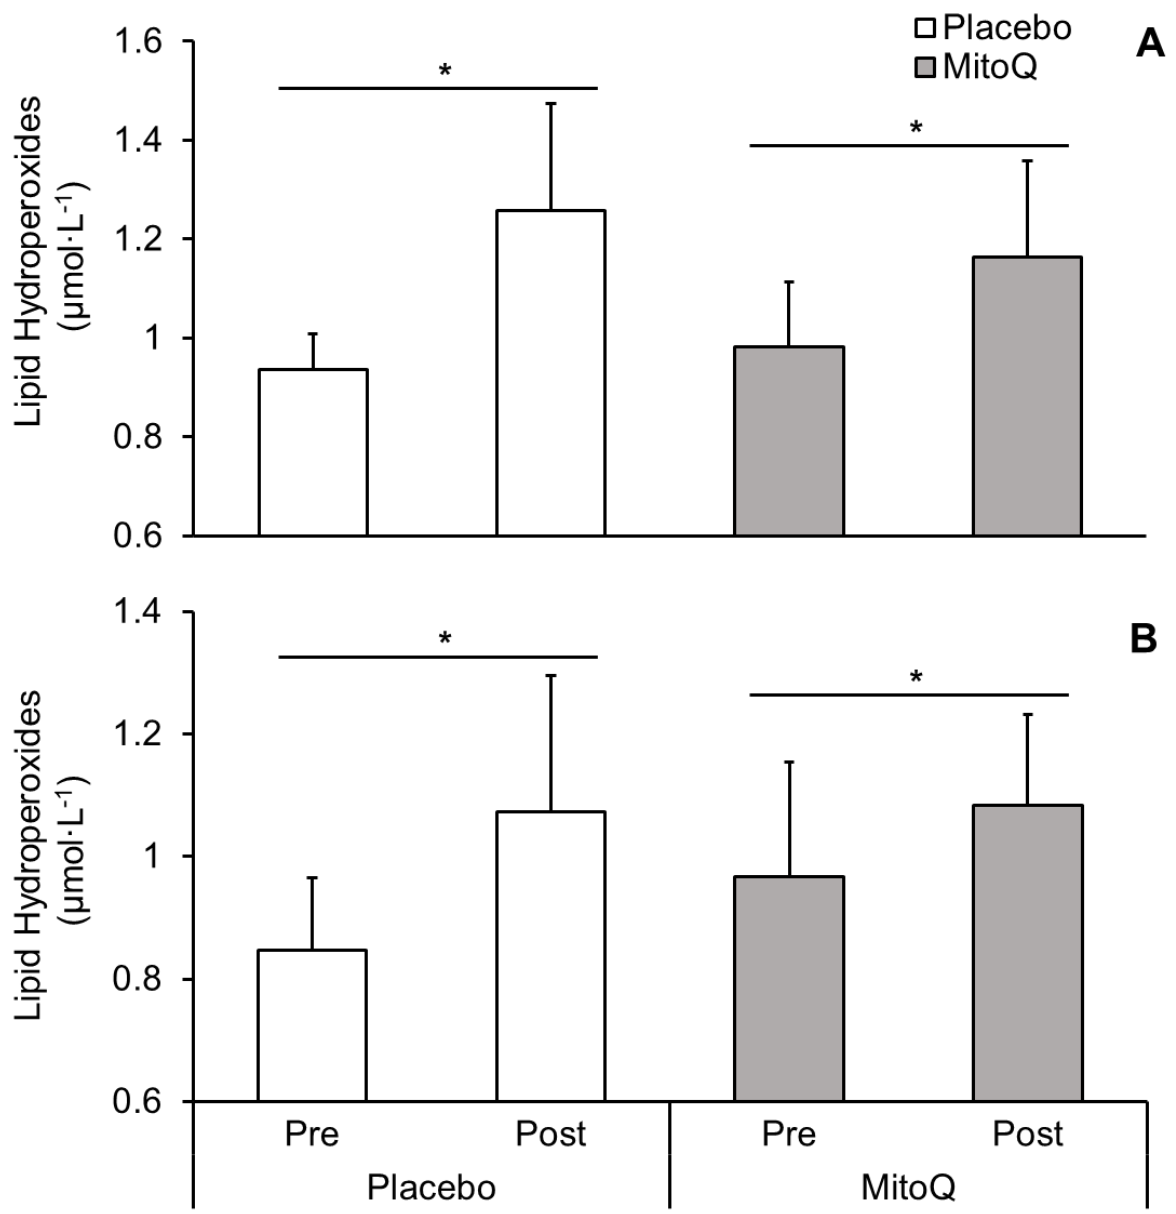 Placebo
MitoQ
A
Lipid Hydroperoxides
(µmol·L-1)
1.6
1.4
1.2
1
0.8
0.6
*
*
B
Lipid Hydroperoxides
(µmol·L-1)
1.4
1.2
1
0.8
0.6
*
*
Pre
Post
Pre
Post
Placebo
MitoQ